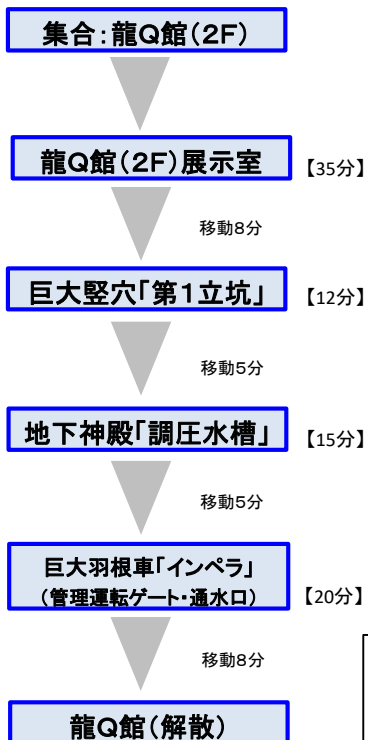 集合:龍Q館(2F)
龍Q館(2F)展示室 【35分】
移動8分
巨大竪穴「第1立坑」 【12分】
移動5分
地下神殿「調圧水槽」 【15分】
移動5分
巨大羽根車「インペラ」
(管理運転ゲート・通水口) 【20分】
移動8分
龍Q館(解散)